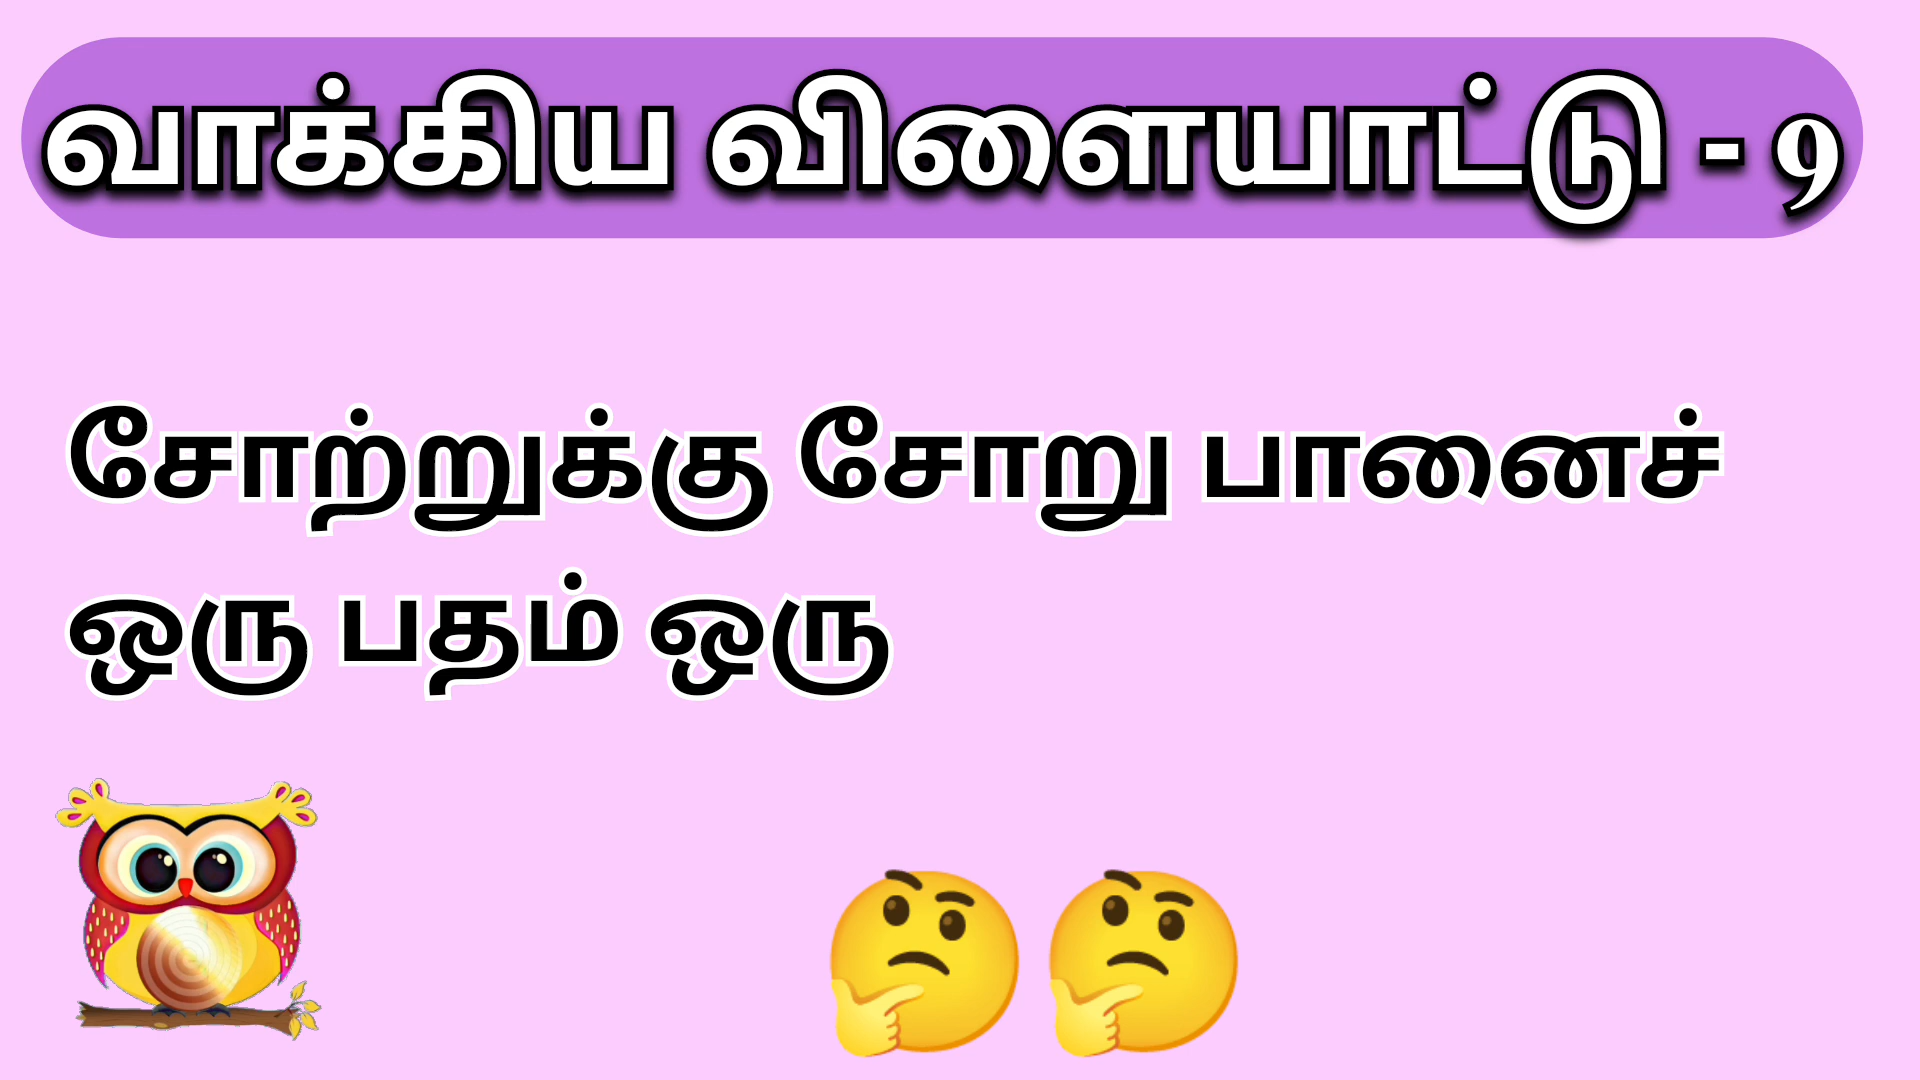 வாக்கிய விளையாட்டு - 9
சோற்றுக்கு சோறு பானைச்
ஒரு பதம் ஒரு